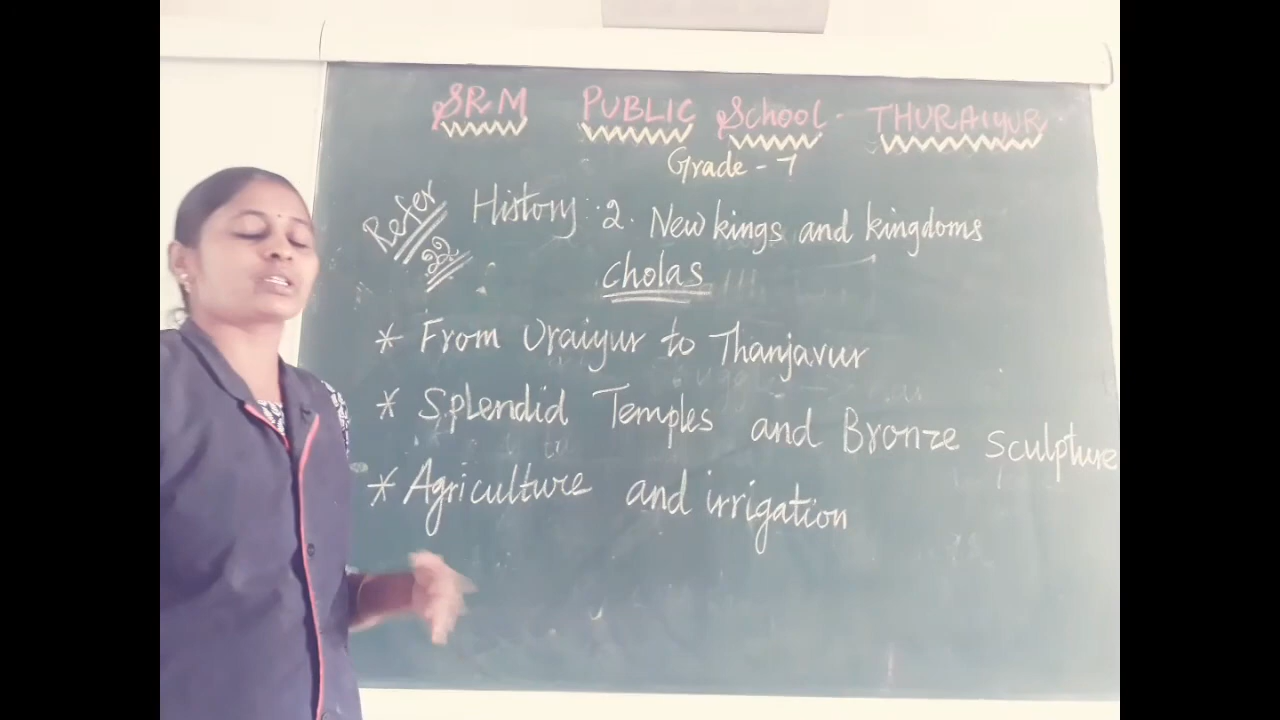 SRM PUBLIC School THURAIYUR
Grade - 7
Refer
22
History : 2. New kings and kingdoms
Cholas
* From Uraiyur to Thanjavur
* Splendid Temples and Bronze sculpture
* Agriculture and irrigation